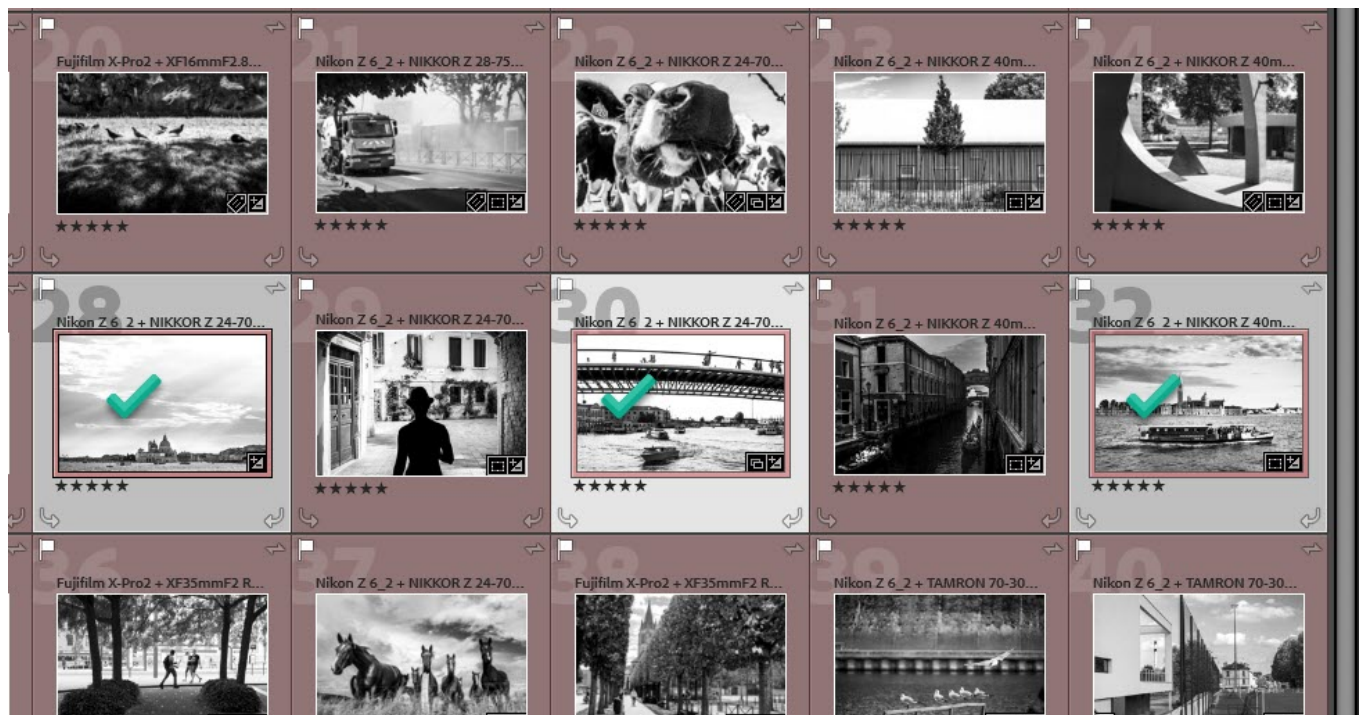 20 21 22 23 24
Fujifilm X-Pro2 + XF16mmF2.8... Nikon Z 6_2 + NIKKOR Z 28-75... Nikon Z 6_2 + NIKKOR Z 24-70... Nikon Z 6_2 + NIKKOR Z 40m... Nikon Z 6_2 + NIKKOR Z 40m...
28 29 30 31 32
Nikon Z 6_2 + NIKKOR Z 24-70... Nikon Z 6_2 + NIKKOR Z 24-70... Nikon Z 6_2 + NIKKOR Z 24-70... Nikon Z 6_2 + NIKKOR Z 40m... Nikon Z 6_2 + NIKKOR Z 40m...
36 37 38 39 40
Fujifilm X-Pro2 + XF35mmF2 R... Nikon Z 6_2 + NIKKOR Z 24-70... Fujifilm X-Pro2 + XF35mmF2 R... Nikon Z 6_2 + TAMRON 70-30... Nikon Z 6_2 + TAMRON 70-30...